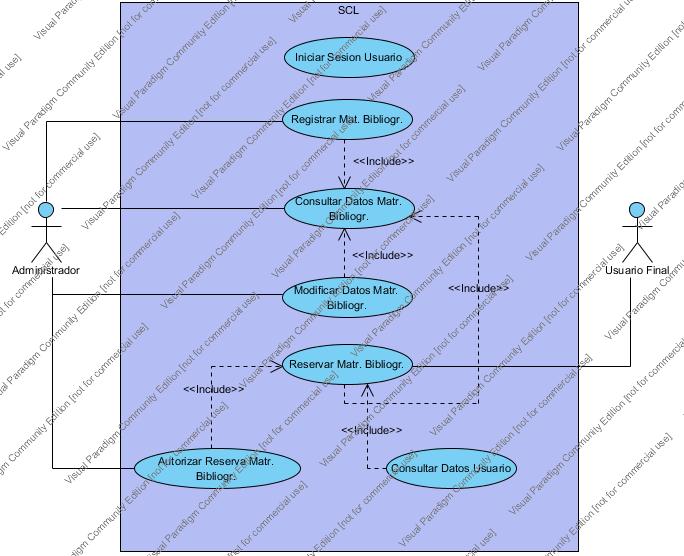 SCL
Iniciar Sesion Usuario
Registrar Mat. Bibliogr.
<<Include>>
Consultar Datos Matr.
Bibliogr.
<<Include>>
Administrador
Usuario Final
Modificar Datos Matr.
Bibliogr.
<<Include>>
Reservar Matr. Bibliogr.
<<Include>>
<<Include>>
Autorizar Reserva Matr.
Bibliogr.
Consultar Datos Usuario
Visual Paradigm Community Edition [not for commercial use]